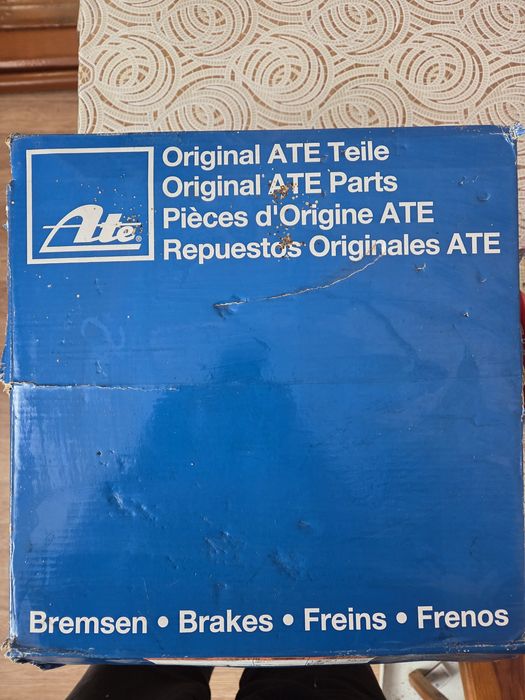 Ate®
Original ATE Teile
Original ATE Parts
Pièces d'Origine ATE
Repuestos Originales ATE
Bremsen • Brakes • Freins • Frenos